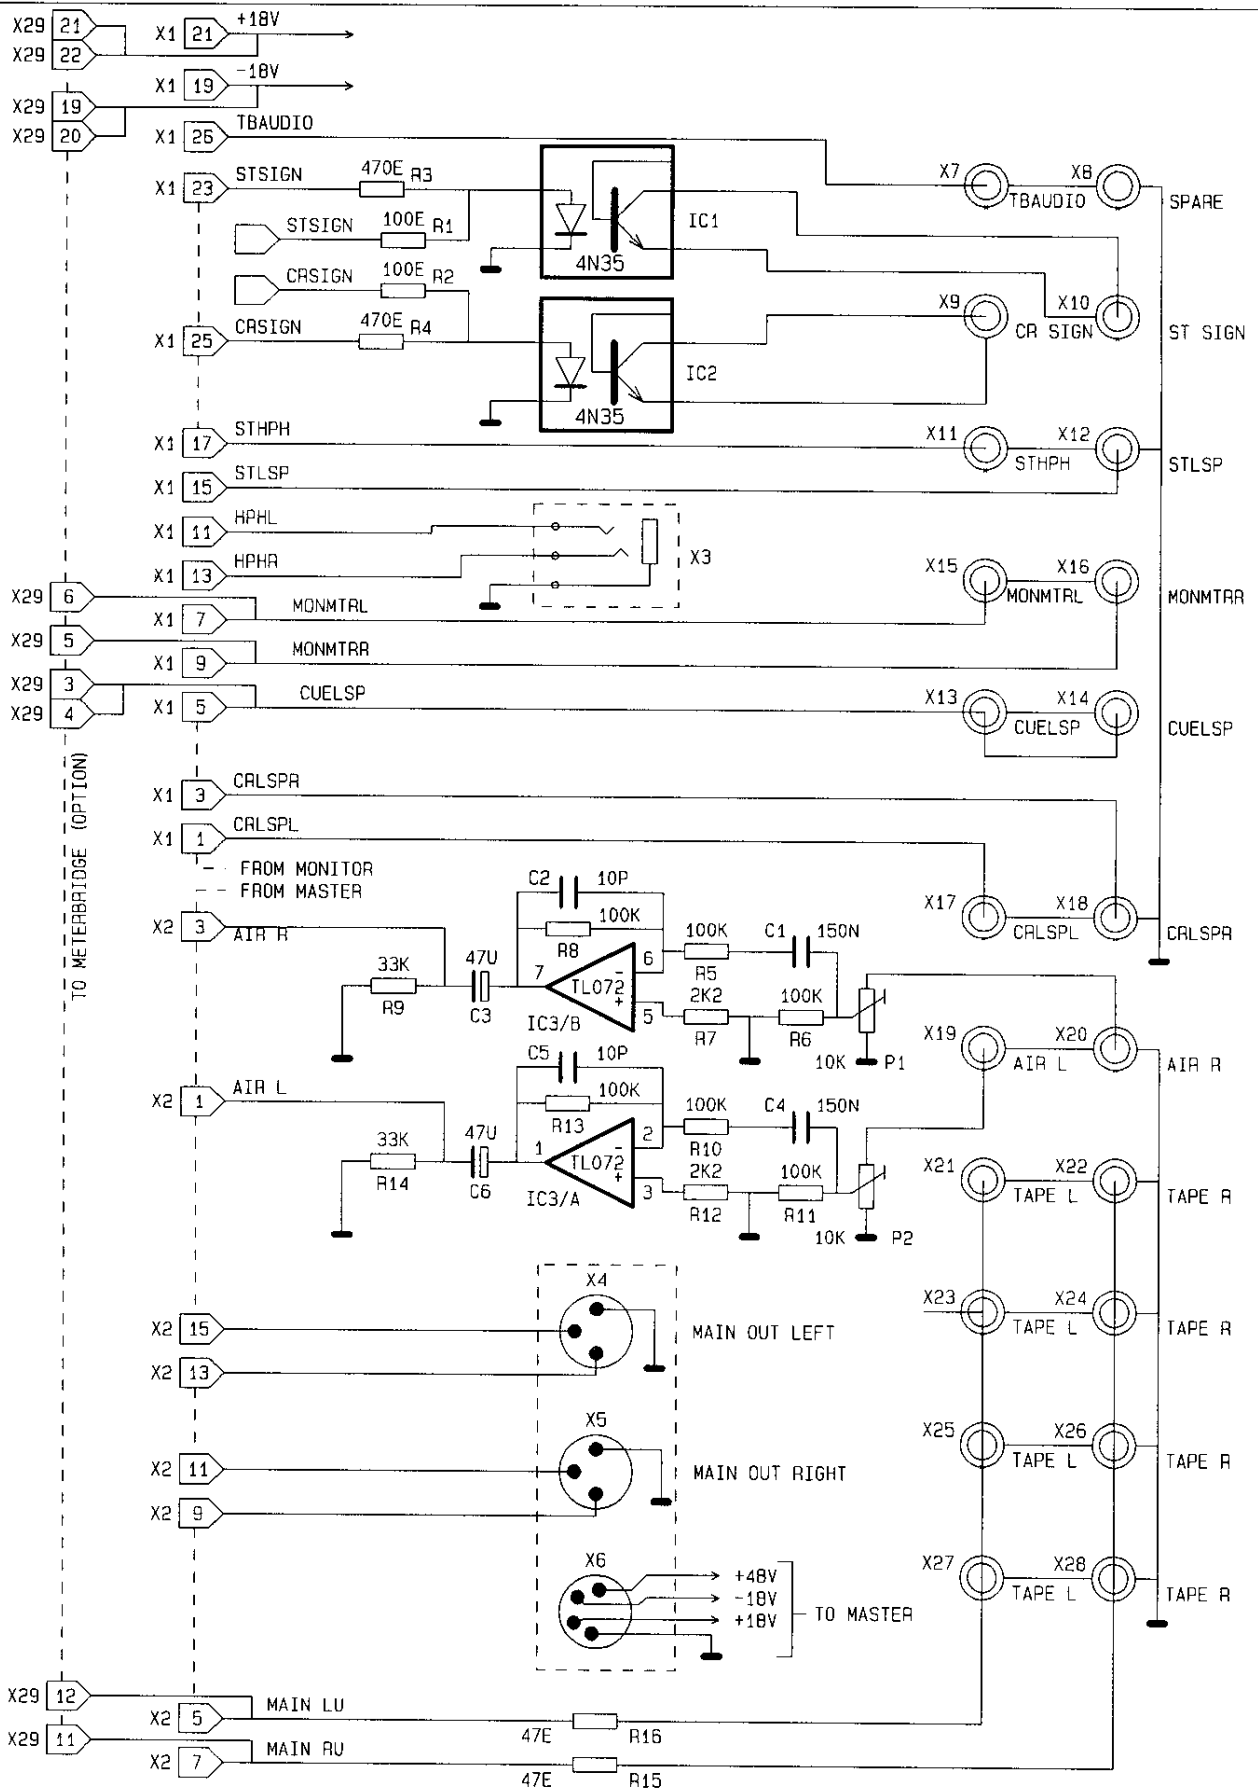 X29 21 X1 21 +18V
X29 22
X1 19 -18V
X29 19
X29 20 X1 26 TBAUDIO
X1 23 STSIGN 470E R3
X7 TBAUDIO X8 SPARE
STSIGN 100E R1
IC1
4N35
CRSIGN 100E R2
X9 CR SIGN X10 ST SIGN
X1 25 CRSIGN 470E R4
IC2
4N35
X1 17 STHPH X11 STHPH X12 STLSP
X1 15 STLSP
X1 11 HPHL
X3
X1 13 HPHR
X29 6 X15 MONMTRL X16 MONMTRR
X1 7 MONMTRL
X29 5
X1 9 MONMTRR
X29 3
X29 4 X1 5 CUELSP X13 CUELSP X14 CUELSP
TO METERBRIDGE (OPTION)
X1 3 CRLSPR
X1 1 CRLSPL
FROM MONITOR
FROM MASTER
X17 CRLSPL X18 CRLSPR
X2 3 AIR R
C2 10P
100K
R8
33K
R9
47U
C3
7 TL072 6 - + 5
IC3/B
100K
R5
C1 150N
2K2
R7
100K
R6
10K P1
X19 AIR L X20 AIR R
X2 1 AIR L
C5 10P
100K
R13
33K
R14
47U
C6
1 TL072 2 - + 3
IC3/A
100K
R10
C4 150N
2K2
R12
100K
R11
10K P2
X21 TAPE L X22 TAPE R
X4
X2 15 MAIN OUT LEFT
X2 13
X23 TAPE L X24 TAPE R
X5
X2 11 MAIN OUT RIGHT
X2 9
X25 TAPE L X26 TAPE R
X6
+48V
-18V
+18V
TO MASTER
X27 TAPE L X28 TAPE R
X29 12
X2 5 MAIN LU 47E R16
X29 11
X2 7 MAIN RU 47E R15